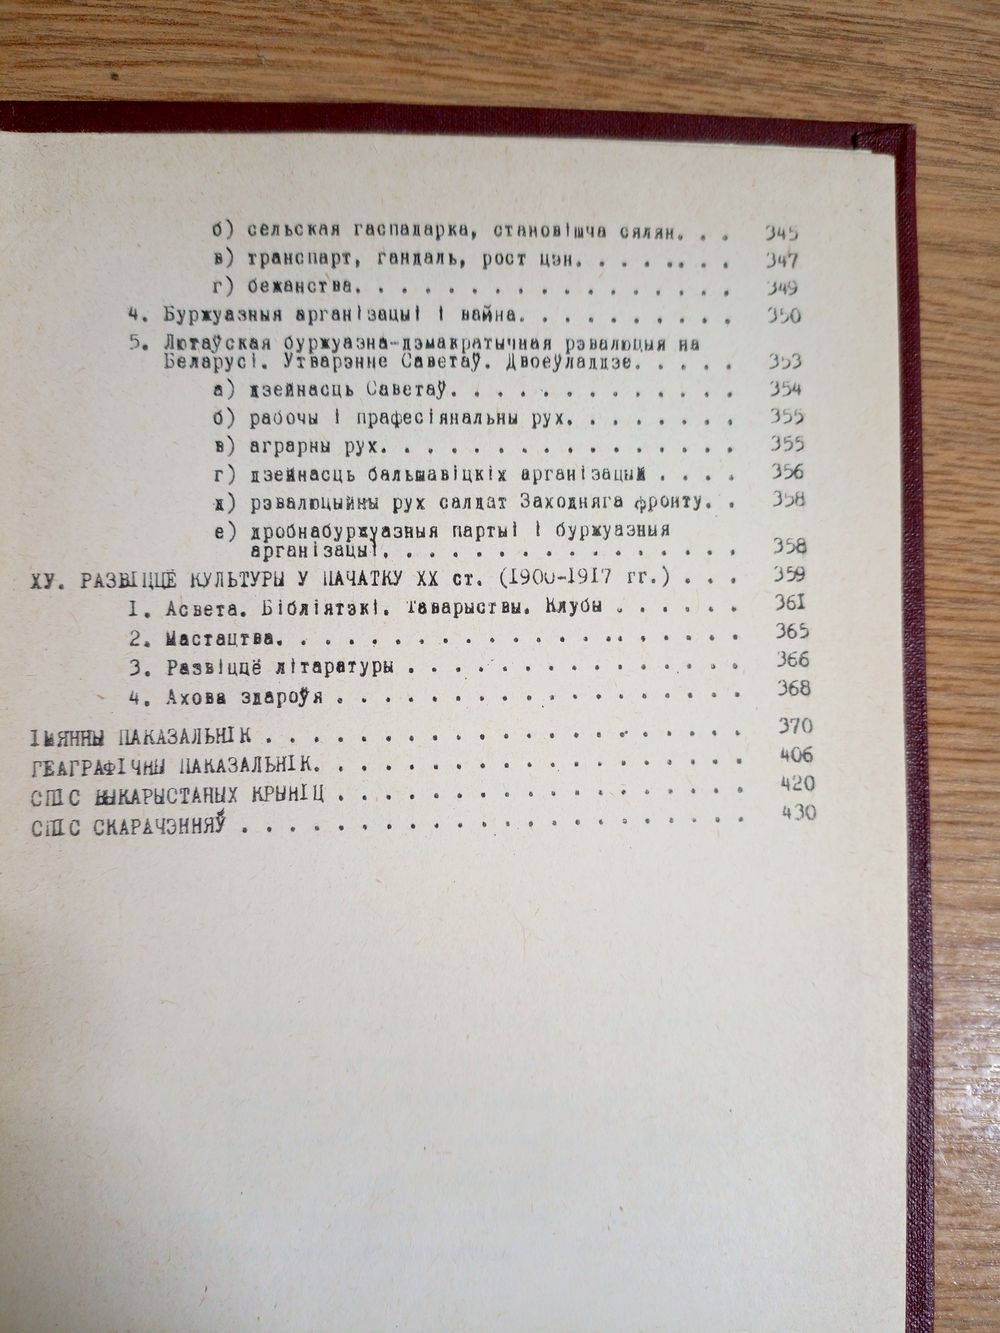 б) сельская гаспадарка, становішча сялян. . . 345
в) транспарт, гандаль, рост цэн. . . . . . . . 347
г) бежанства. . . . . . . . . . . . . . . . . 349
4. Буржуазныя арганізацыі і вайна. . . . . . . . . . 350
5. Лютаўская буржуазна-дэмакратычная рэвалюцыя на
Беларусі. Утварэнне Саветаў. Двоеўладдзе. . . . . 353
а) дзейнасць Саветаў. . . . . . . . . . . . . 354
б) рабочы і прафесіянальны рух. . . . . . . . 355
в) аграрны рух. . . . . . . . . . . . . . . . 355
г) дзейнасць бальшавіцкіх арганізацый . . . . 356
д) рэвалюцыйны рух салдат Заходняга фронту. . 358
е) дробнабуржуазныя партыі і буржуазныя
арганізацыі. . . . . . . . . . . . . . . . 358
ХУ. РАЗВІЦЦЁ КУЛЬТУРЫ У ПАЧАТКУ ХХ ст. (1900-1917 гг.) . . . 359
1. Асвета. Бібліятэкі. Таварыствы. Клубы . . . . . . 361
2. Мастацтва. . . . . . . . . . . . . . . . . . . . 365
3. Развіццё літаратуры . . . . . . . . . . . . . . . 366
4. Ахова здароўя . . . . . . . . . . . . . . . . . . 368
ІМЯННЫ ПАКАЗАЛЬНІК . . . . . . . . . . . . . . . . . . . . 370
ГЕАГРАФІЧНЫ ПАКАЗАЛЬНІК. . . . . . . . . . . . . . . . . . 406
СПІС ВЫКАРЫСТАНЫХ КРЫНІЦ . . . . . . . . . . . . . . . . . 420
СПІС СКАРАЧЭННЯЎ . . . . . . . . . . . . . . . . . . . . . 430